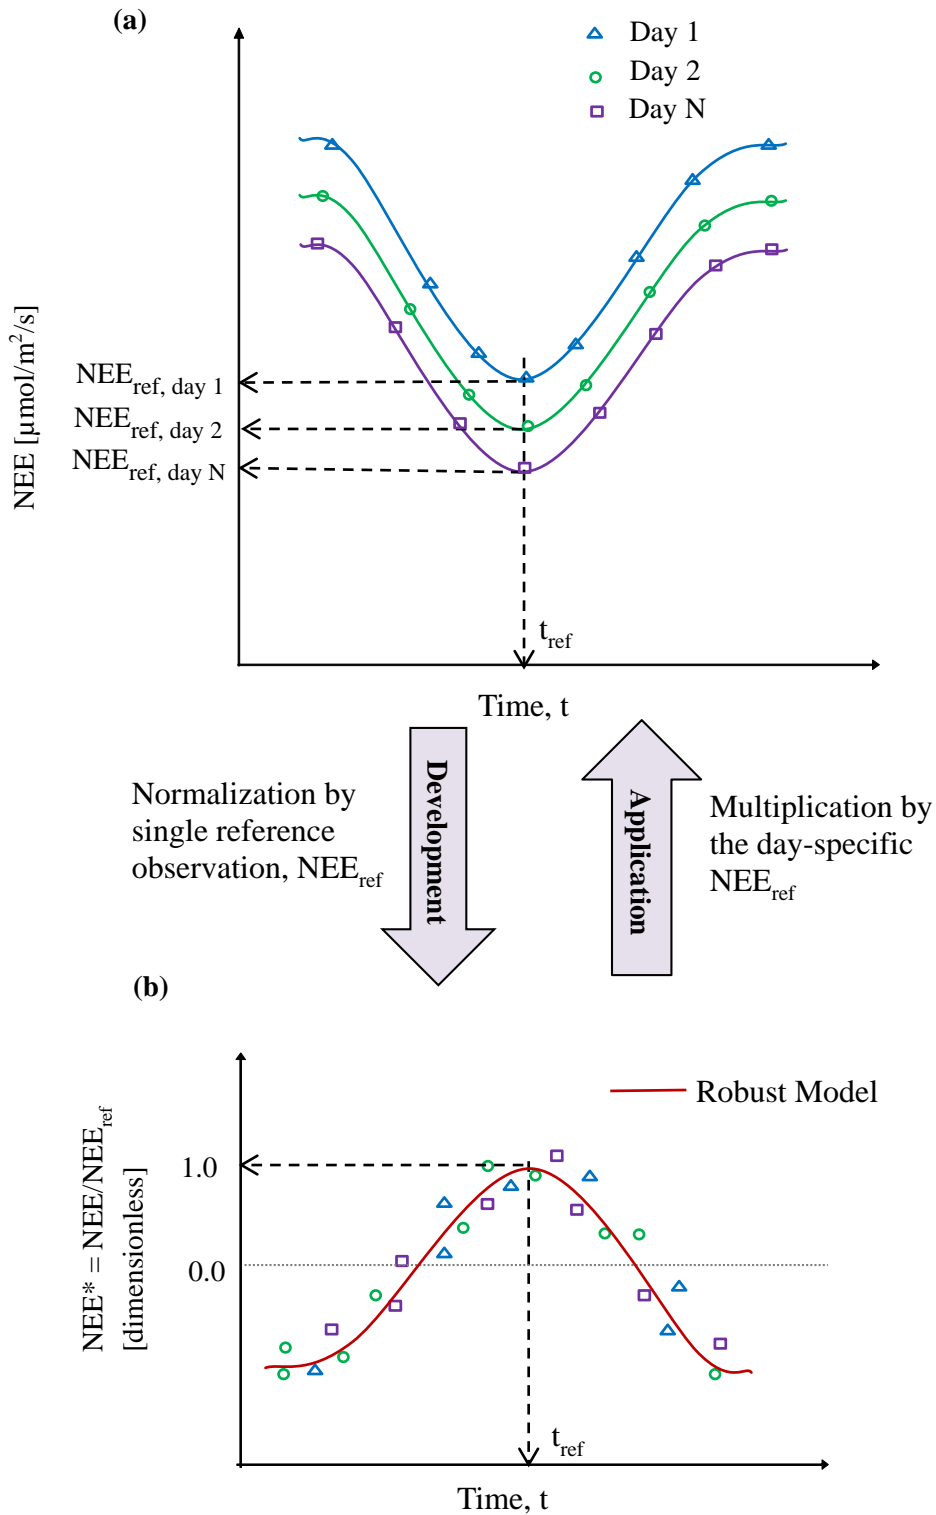 (a)
Day 1
Day 2
Day N
NEE [µmol/m²/s]
NEEref, day 1
NEEref, day 2
NEEref, day N
tref
Time, t
Normalization by
single reference
observation, NEEref
Development
Application
Multiplication by
the day-specific
NEEref
(b)
Robust Model
NEE* = NEE/NEEref
[dimensionless]
1.0
0.0
tref
Time, t